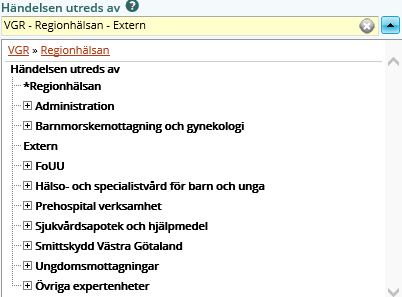 Händelsen utreds av ?
VGR - Regionhälsan - Extern
VGR » Regionhälsan
Händelsen utreds av
*Regionhälsan
Administration
Barnmorskemottagning och gynekologi
Extern
FoUU
Hälso- och specialistvård för barn och unga
Prehospital verksamhet
Sjukvårdsapotek och hjälpmedel
Smittskydd Västra Götaland
Ungdomsmottagningar
Övriga expertenheter